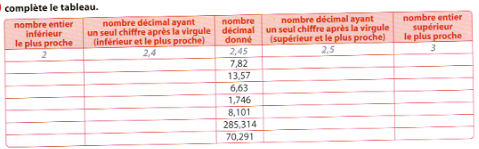 complète le tableau.
nombre entier inférieur le plus proche | nombre décimal ayant un seul chiffre après la virgule (inférieur et le plus proche) | nombre décimal donné | nombre décimal ayant un seul chiffre après la virgule (supérieur et le plus proche) | nombre entier supérieur le plus proche
2 | 2,4 | 2,45 | 2,5 | 3
7,82
13,57
6,63
1,746
8,101
285,314
70,291